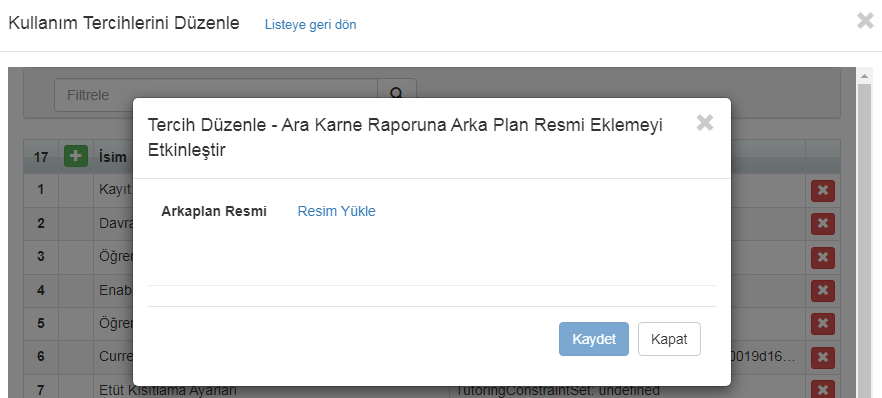 Kullanım Tercihlerini Düzenle Listeye geri dön
Filtrele
Tercih Düzenle - Ara Karne Raporuna Arka Plan Resmi Eklemeyi
Etkinleştir
17 İsim
1 Kayıt
2 Davra
3 Öğren
4 Enab
5 Öğren
6 Curre 0019d16...
7 Etüt Kısıtlama Ayarları TutoringConstraintSet: undefined
Arkaplan Resmi Resim Yükle
Kaydet Kapat